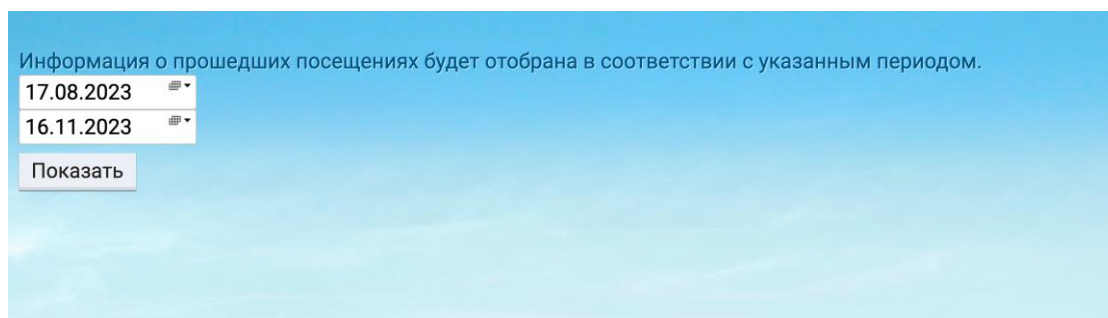 Информация о прошедших посещениях будет отобрана в соответствии с указанным периодом.
17.08.2023
16.11.2023
Показать